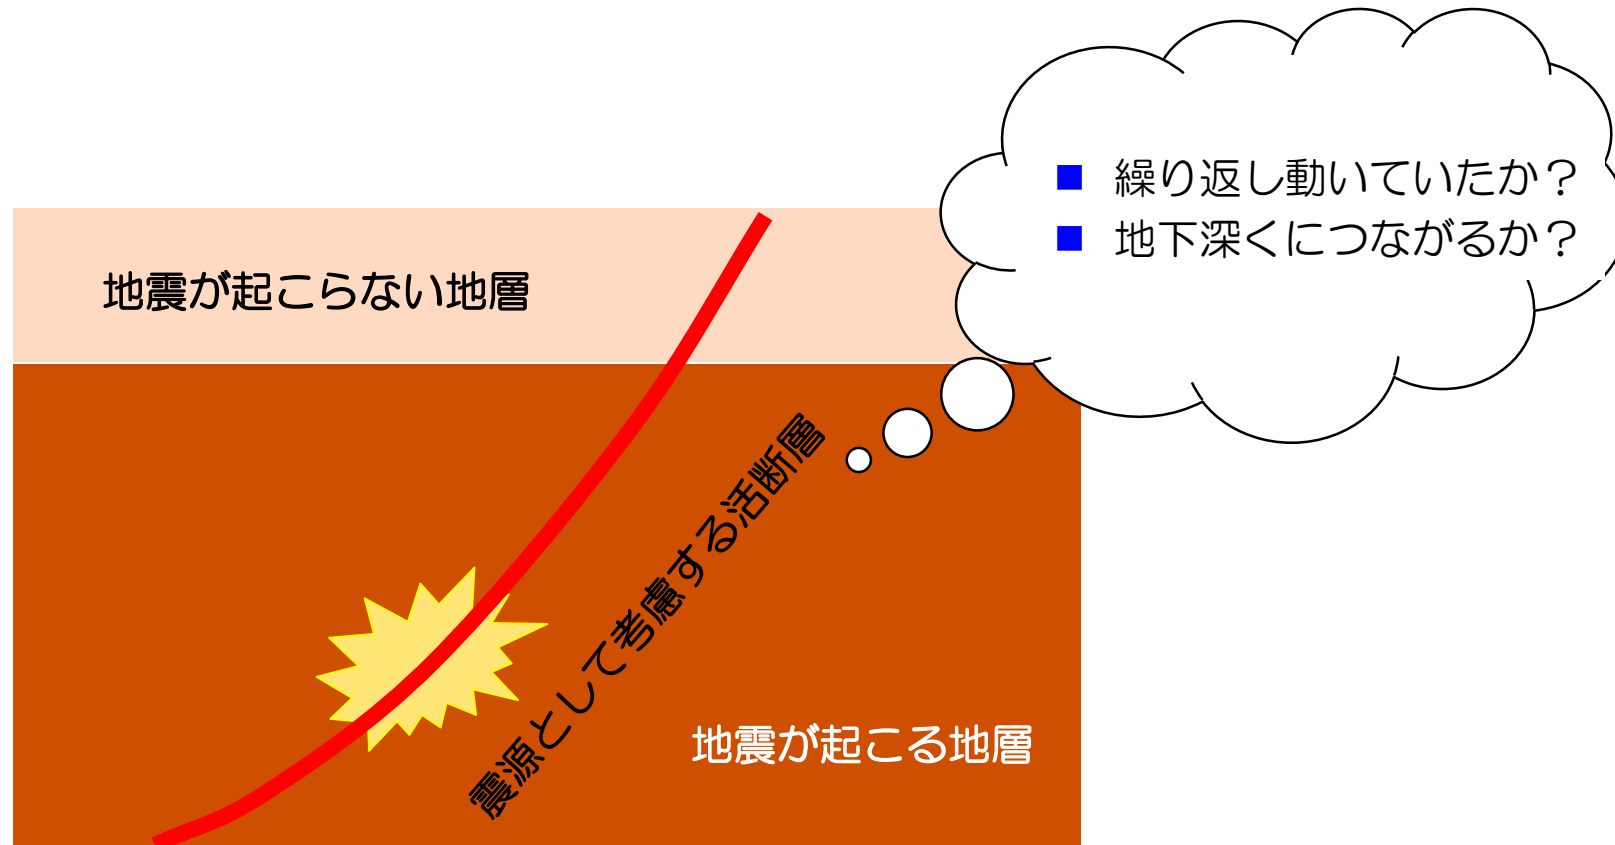 ■ 繰り返し動いていたか？
■ 地下深くにつながるか？
地震が起こらない地層
震源として考慮する活断層
地震が起こる地層